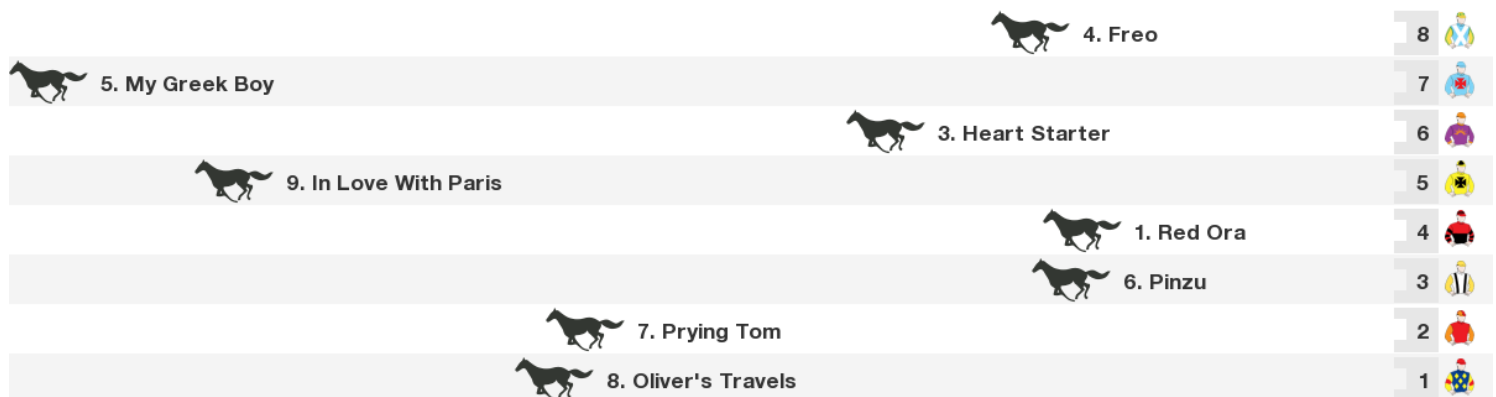 4. Freo 8
5. My Greek Boy 7
3. Heart Starter 6
9. In Love With Paris 5
1. Red Ora 4
6. Pinzu 3
7. Prying Tom 2
8. Oliver's Travels 1